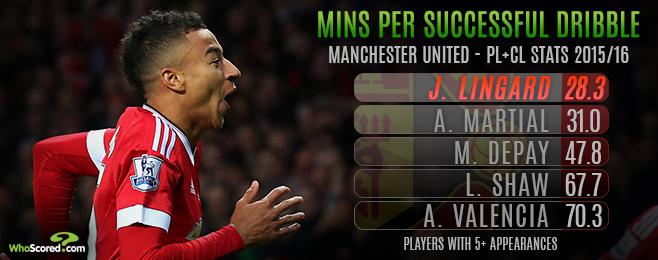 MINS PER SUCCESSFUL DRIBBLE
MANCHESTER UNITED - PL+CL STATS 2015/16
J. LINGARD 28.3
A. MARTIAL 31.0
M. DEPAY 47.8
L. SHAW 67.7
A. VALENCIA 70.3
PLAYERS WITH 5+ APPEARANCES
WhoScored.com